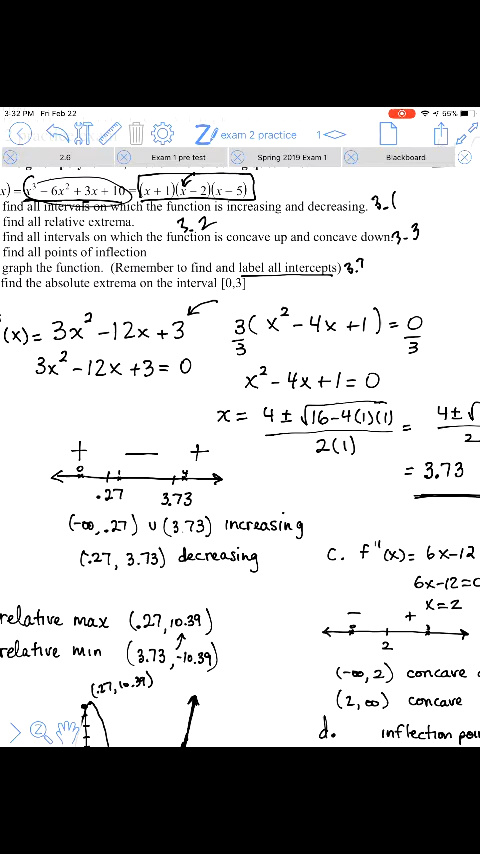 3:32 PM Fri Feb 22
66%
exam 2 practice
1
2.6
Exam 1 pre test
Spring 2019 Exam 1
Blackboard
x) = x³ − 6x² + 3x + 10 = (x + 1)(x − 2)(x − 5)
find all intervals on which the function is increasing and decreasing. 3-1
find all relative extrema. 3-2
find all intervals on which the function is concave up and concave down 3-3
find all points of inflection
graph the function. (Remember to find and label all intercepts) 3.7
find the absolute extrema on the interval [0,3]
'(x) = 3x² − 12x + 3
3x² − 12x + 3 = 0
3(x² − 4x + 1) = 0
3 3
x² − 4x + 1 = 0
x = 4 ± √16 − 4(1)(1) = 4 ± √
2(1) 2
= 3.73
+ — +
0
.27 3.73
(-∞, .27) ∪ (3.73) increasing
(.27, 3.73) decreasing
relative max (.27, 10.39)
relative min (3.73, -10.39)
(.27, 10.39)
c. f"(x) = 6x − 12
6x − 12 = 0
x = 2
− +
2
(-∞, 2) concave
(2, ∞) concave
d. inflection poi